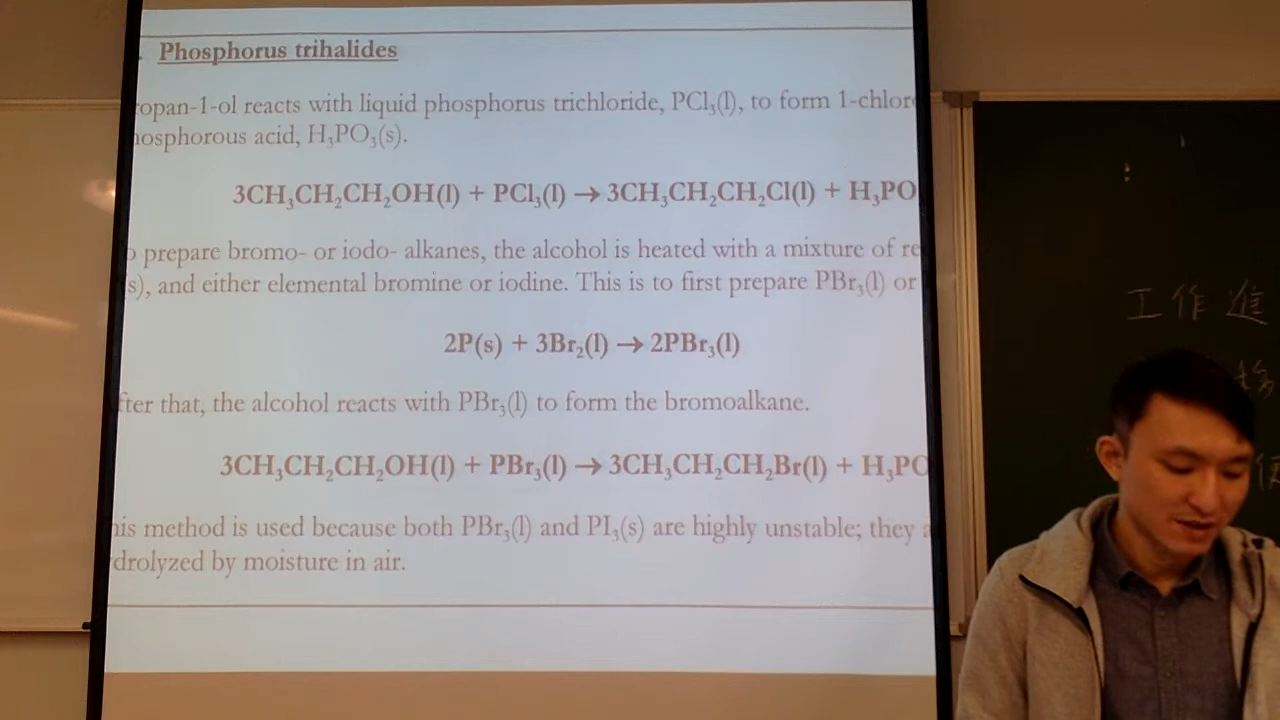 Phosphorus trihalides
opan-1-ol reacts with liquid phosphorus trichloride, PCl₃(l), to form 1-chlor
osphorous acid, H₃PO₃(s).
3CH₃CH₂CH₂OH(l) + PCl₃(l) → 3CH₃CH₂CH₂Cl(l) + H₃PO
prepare bromo- or iodo- alkanes, the alcohol is heated with a mixture of re
s), and either elemental bromine or iodine. This is to first prepare PBr₃(l) or
2P(s) + 3Br₂(l) → 2PBr₃(l)
fter that, the alcohol reacts with PBr₃(l) to form the bromoalkane.
3CH₃CH₂CH₂OH(l) + PBr₃(l) → 3CH₃CH₂CH₂Br(l) + H₃PO
his method is used because both PBr₃(l) and PI₃(s) are highly unstable; they a
drolyzed by moisture in air.
工作進